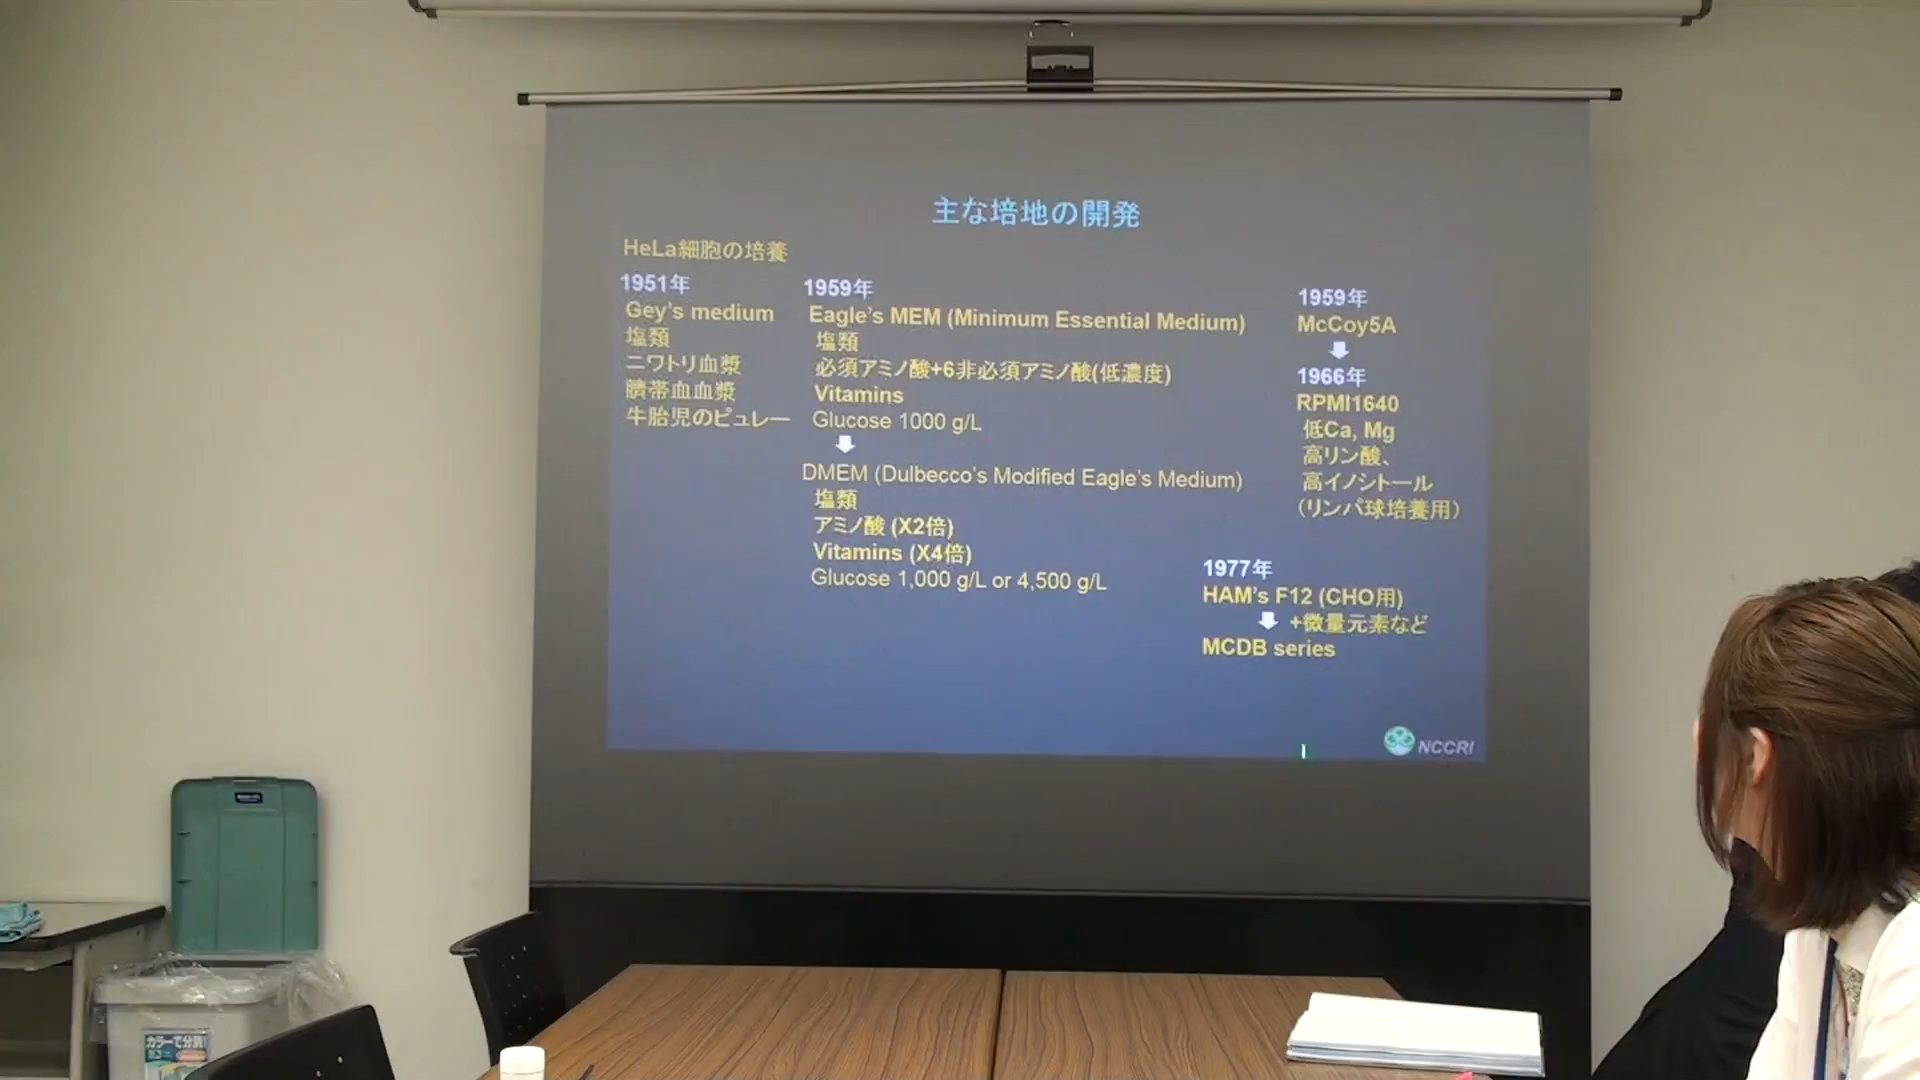 主な培地の開発
HeLa細胞の培養
1951年
Gey's medium
塩類
ニワトリ血漿
臍帯血血漿
牛胎児のピューレー
1959年
Eagle's MEM (Minimum Essential Medium)
塩類
必須アミノ酸+6非必須アミノ酸(低濃度)
Vitamins
Glucose 1000 g/L
DMEM (Dulbecco's Modified Eagle's Medium)
塩類
アミノ酸 (X2倍)
Vitamins (X4倍)
Glucose 1,000 g/L or 4,500 g/L
1959年
McCoy5A
1966年
RPMI1640
低Ca, Mg
高リン酸、
高イノシトール
(リンパ球培養用)
1977年
HAM's F12 (CHO用)
+微量元素など
MCDB series
NCCRI
カラーで分別